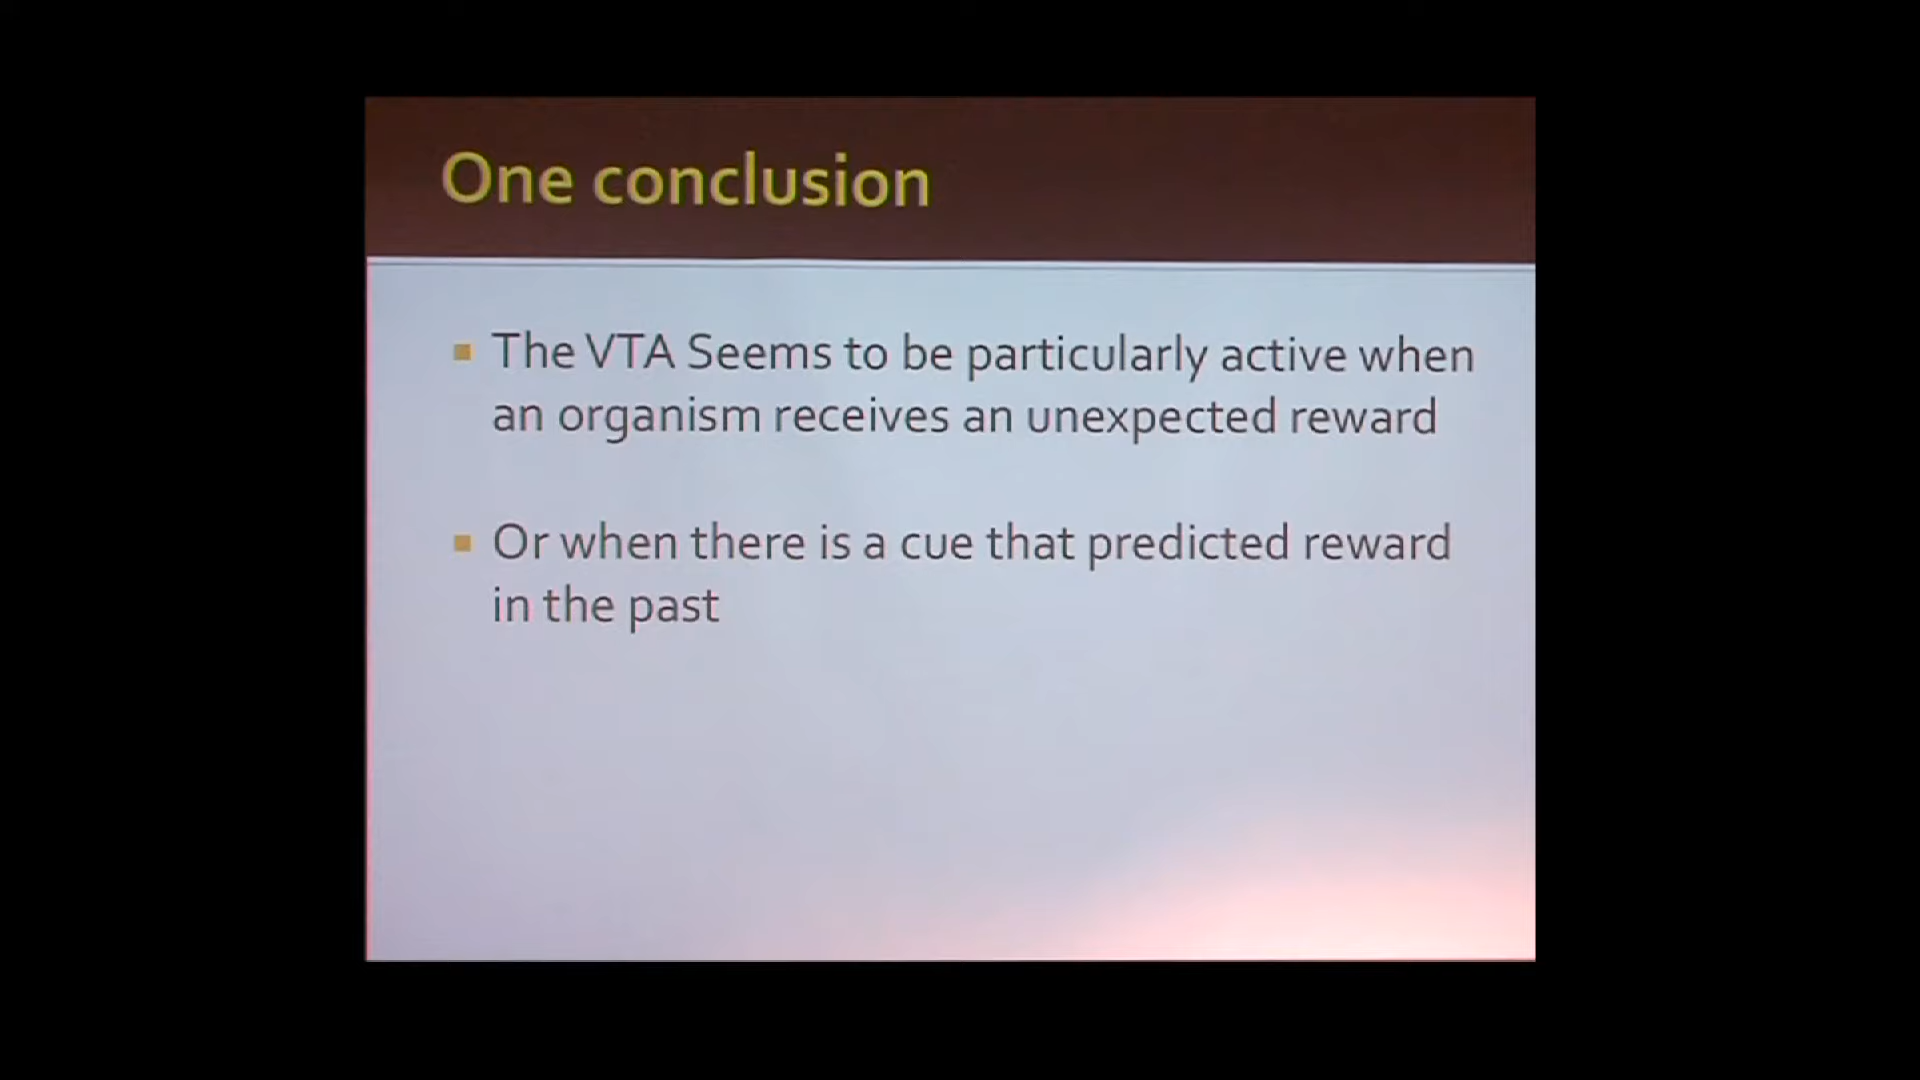 One conclusion
The VTA Seems to be particularly active when
an organism receives an unexpected reward
Or when there is a cue that predicted reward
in the past